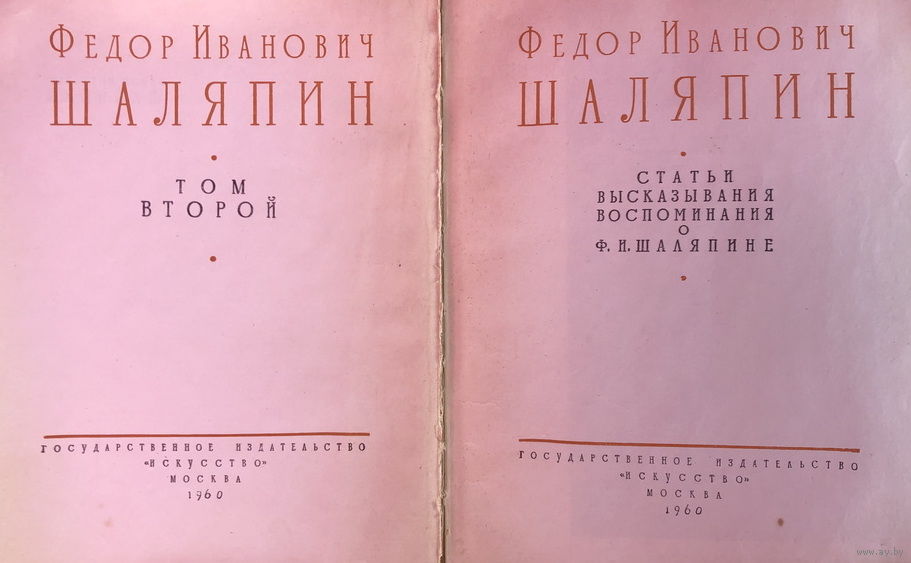 ФЕДОР ИВАНОВИЧ
ШАЛЯПИН
ТОМ
ВТОРОЙ
ГОСУДАРСТВЕННОЕ ИЗДАТЕЛЬСТВО
«ИСКУССТВО»
МОСКВА
1960
ФЕДОР ИВАНОВИЧ
ШАЛЯПИН
СТАТЬИ
ВЫСКАЗЫВАНИЯ
ВОСПОМИНАНИЯ
О
Ф. И. ШАЛЯПИНЕ
ГОСУДАРСТВЕННОЕ ИЗДАТЕЛЬСТВО
«ИСКУССТВО»
МОСКВА
1960
www.ay.by